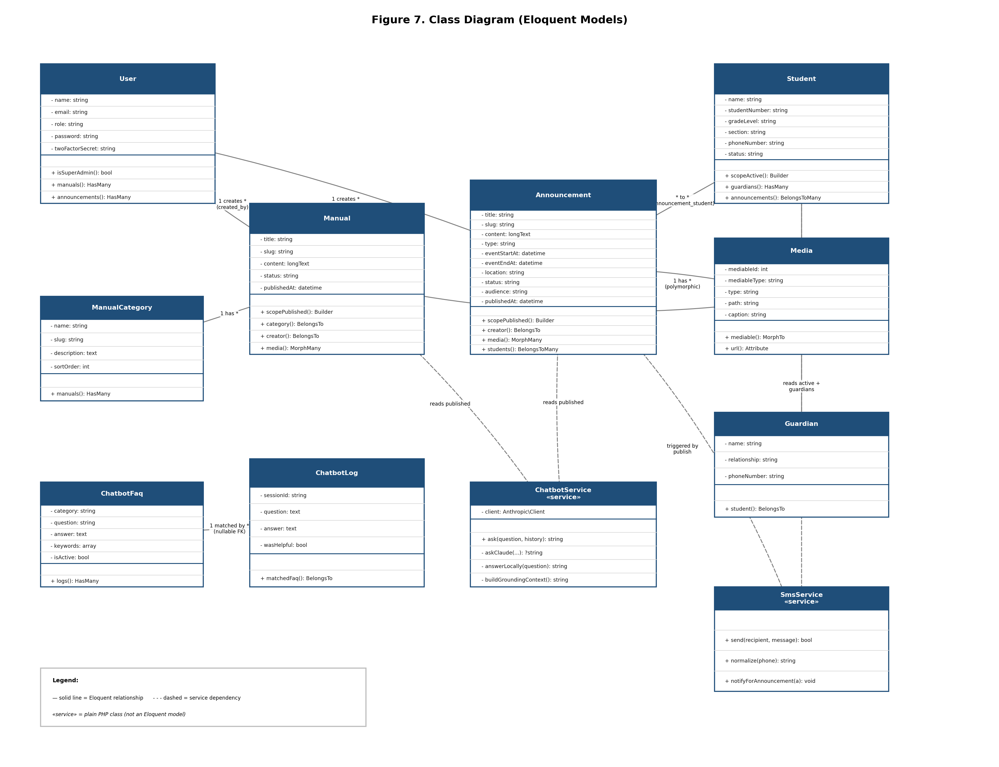 Figure 7. Class Diagram (Eloquent Models)
User
- name: string
- email: string
- role: string
- password: string
- twoFactorSecret: string
+ isSuperAdmin(): bool
+ manuals(): HasMany
+ announcements(): HasMany
Student
- name: string
- studentNumber: string
- gradeLevel: string
- section: string
- phoneNumber: string
- status: string
+ scopeActive(): Builder
+ guardians(): HasMany
+ announcements(): BelongsToMany
1 creates *
(created_by)
1 creates *
* to *
nnouncement_student)
Manual
- title: string
- slug: string
- content: longText
- status: string
- publishedAt: datetime
+ scopePublished(): Builder
+ category(): BelongsTo
+ creator(): BelongsTo
+ media(): MorphMany
Announcement
- title: string
- slug: string
- content: longText
- type: string
- eventStartAt: datetime
- eventEndAt: datetime
- location: string
- status: string
- audience: string
- publishedAt: datetime
+ scopePublished(): Builder
+ creator(): BelongsTo
+ media(): MorphMany
+ students(): BelongsToMany
1 has *
(polymorphic)
Media
- mediableId: int
- mediableType: string
- type: string
- path: string
- caption: string
+ mediable(): MorphTo
+ url(): Attribute
ManualCategory
- name: string
- slug: string
- description: text
- sortOrder: int
+ manuals(): HasMany
1 has *
reads published
reads published
reads active +
guardians
triggered by
publish
Guardian
- name: string
- relationship: string
- phoneNumber: string
+ student(): BelongsTo
ChatbotFaq
- category: string
- question: string
- answer: text
- keywords: array
- isActive: bool
+ logs(): HasMany
1 matched by *
(nullable FK)
ChatbotLog
- sessionId: string
- question: text
- answer: text
- wasHelpful: bool
+ matchedFaq(): BelongsTo
ChatbotService
«service»
- client: Anthropic\Client
+ ask(question, history): string
- askClaude(...): ?string
- answerLocally(question): string
- buildGroundingContext(): string
SmsService
«service»
+ send(recipient, message): bool
+ normalize(phone): string
+ notifyForAnnouncement(a): void
Legend:
— solid line = Eloquent relationship - - - dashed = service dependency
«service» = plain PHP class (not an Eloquent model)